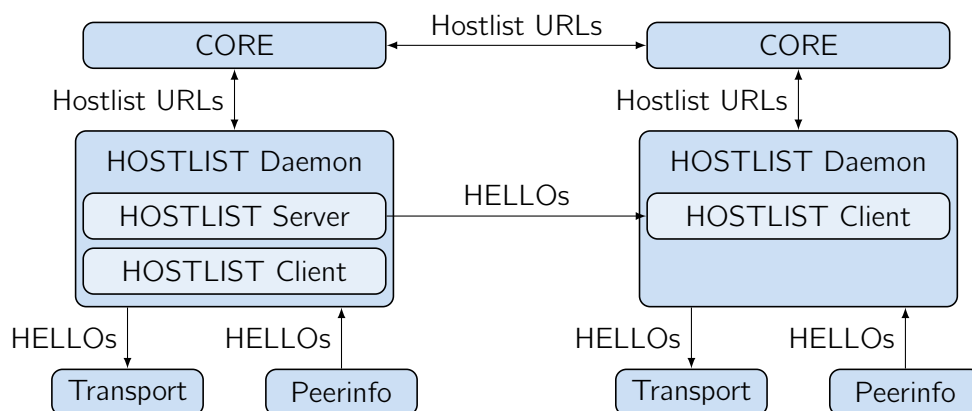 Hostlist URLs
CORE
CORE
Hostlist URLs
Hostlist URLs
HOSTLIST Daemon
HOSTLIST Daemon
HELLOs
HOSTLIST Server
HOSTLIST Client
HOSTLIST Client
HELLOs
HELLOs
HELLOs
HELLOs
Transport
Peerinfo
Transport
Peerinfo